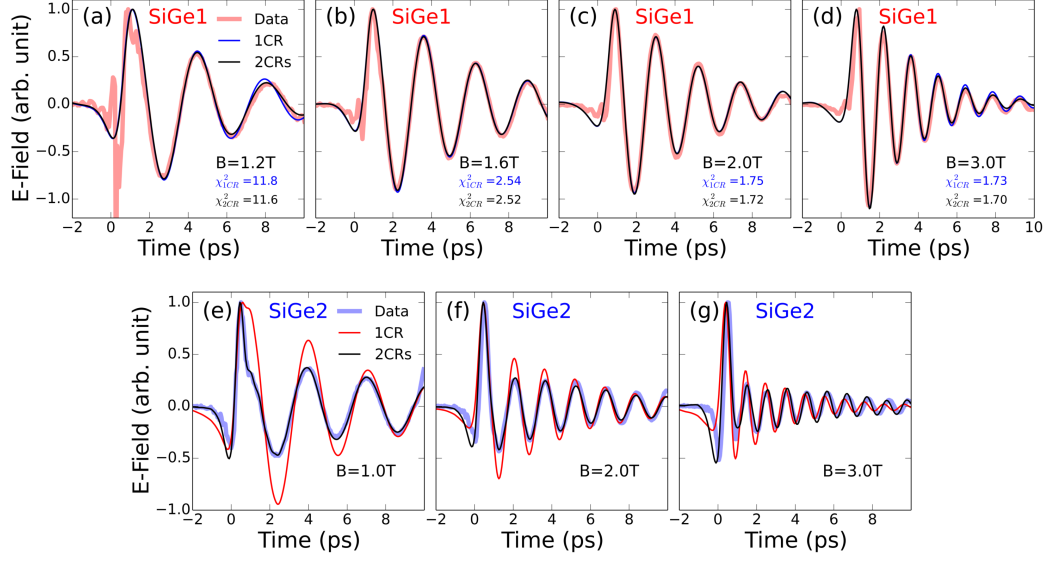 (a) SiGe1
Data
1CR
2CRs
B=1.2T
χ²1CR =11.8
χ²2CR =11.6
(b) SiGe1
B=1.6T
χ²1CR =2.54
χ²2CR =2.52
(c) SiGe1
B=2.0T
χ²1CR =1.75
χ²2CR =1.72
(d) SiGe1
B=3.0T
χ²1CR =1.73
χ²2CR =1.70
E-Field (arb. unit)
1.0
0.5
0.0
−0.5
−1.0
−2 0 2 4 6 8
−2 0 2 4 6 8
−2 0 2 4 6 8
−2 0 2 4 6 8 10
Time (ps) Time (ps) Time (ps) Time (ps)
(e) SiGe2
Data
1CR
2CRs
B=1.0T
(f) SiGe2
B=2.0T
(g) SiGe2
B=3.0T
E-Field (arb. unit)
1.0
0.5
0.0
−0.5
−1.0
−2 0 2 4 6 8
−2 0 2 4 6 8
−2 0 2 4 6 8
Time (ps) Time (ps) Time (ps)